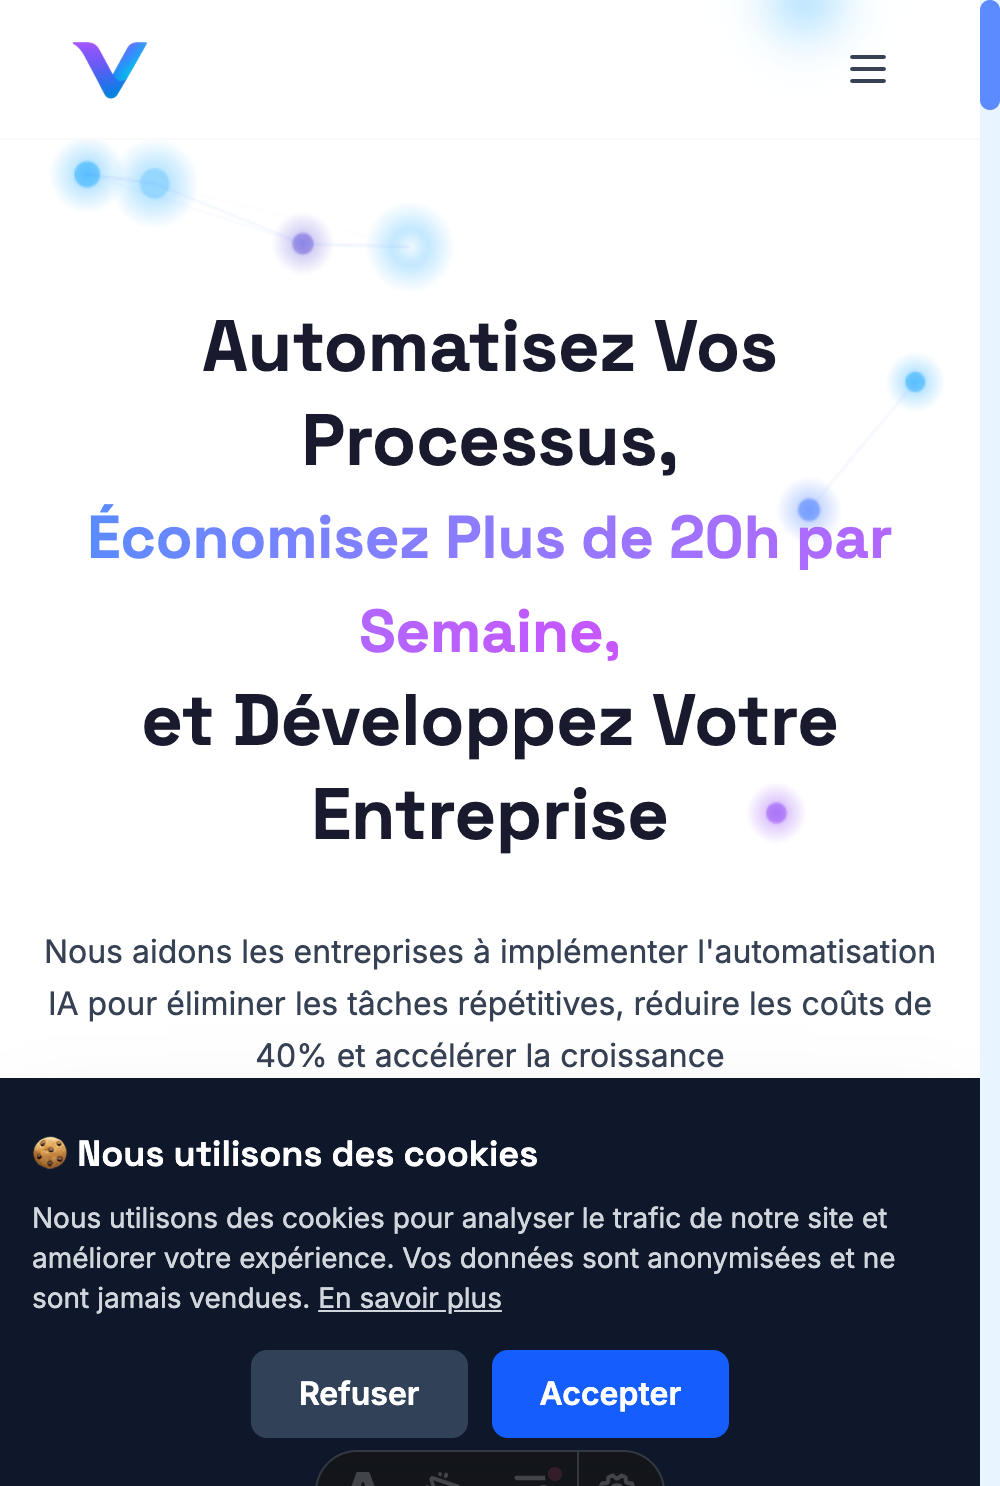 Automatisez Vos
Processus,
Économisez Plus de 20h par
Semaine,
et Développez Votre
Entreprise
Nous aidons les entreprises à implémenter l'automatisation
IA pour éliminer les tâches répétitives, réduire les coûts de
40% et accélérer la croissance
🍪 Nous utilisons des cookies
Nous utilisons des cookies pour analyser le trafic de notre site et
améliorer votre expérience. Vos données sont anonymisées et ne
sont jamais vendues. En savoir plus
Refuser Accepter